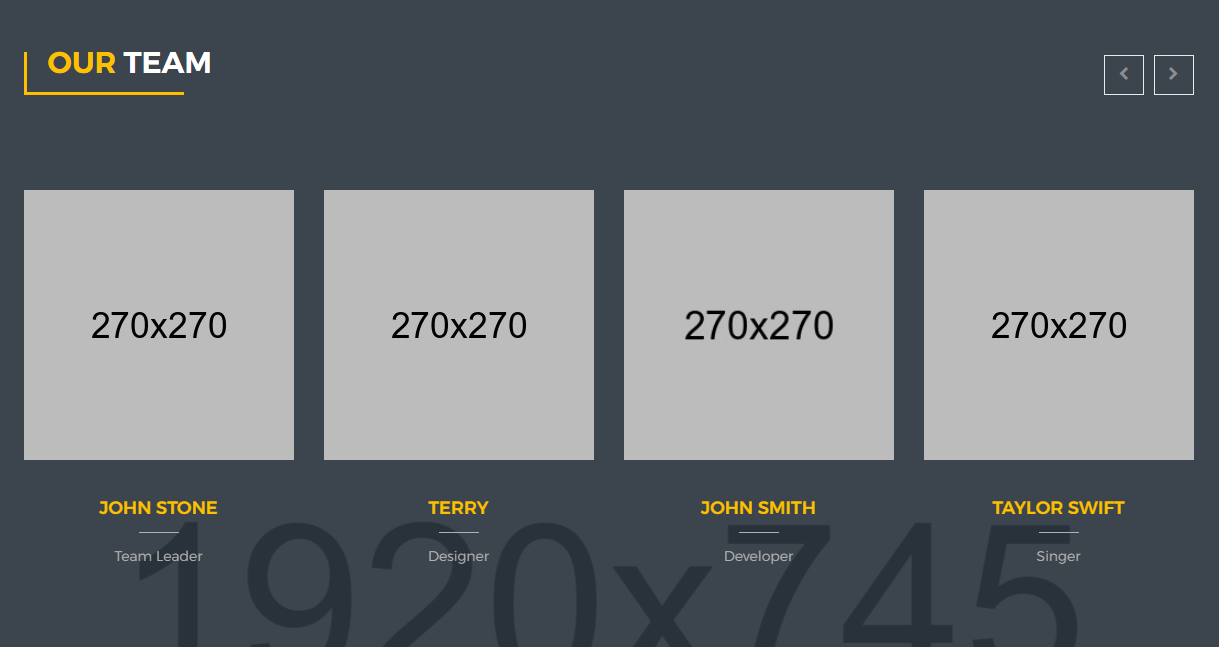 OUR TEAM
270x270
270x270
270x270
270x270
JOHN STONE
TERRY
JOHN SMITH
TAYLOR SWIFT
Team Leader
Designer
Developer
Singer
1920x745